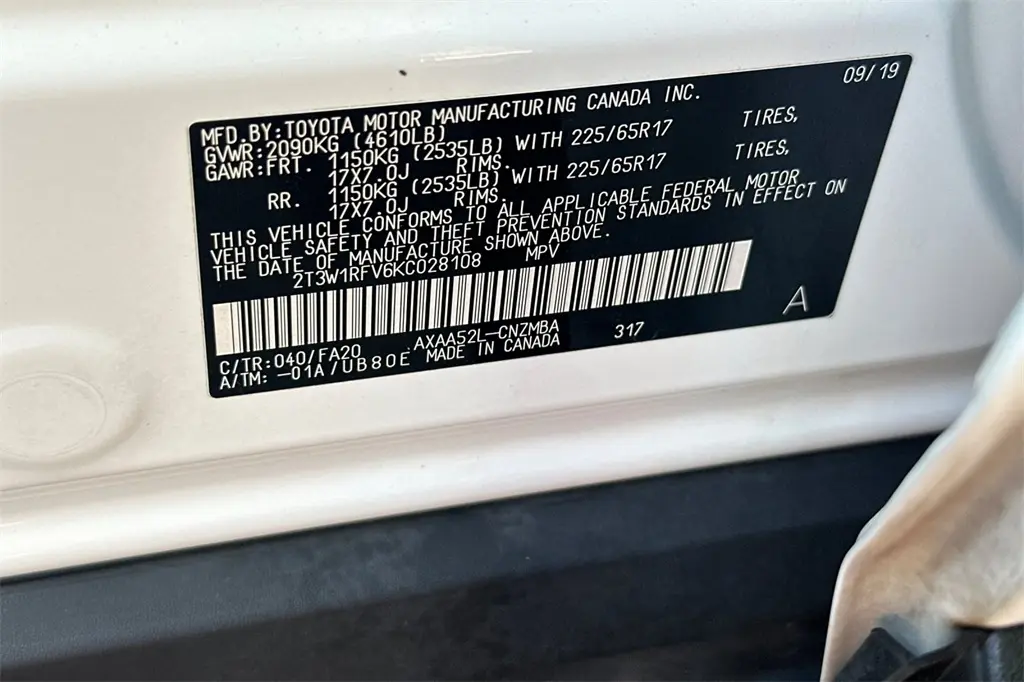 09/19
MFD.BY:TOYOTA MOTOR MANUFACTURING CANADA INC.
GVWR:2090KG (4610LB)
GAWR:FRT. 1150KG (2535LB) WITH 225/65R17 TIRES,
17X7.0J RIMS.
RR. 1150KG (2535LB) WITH 225/65R17 TIRES,
17X7.0J RIMS.
THIS VEHICLE CONFORMS TO ALL APPLICABLE FEDERAL MOTOR
VEHICLE SAFETY AND THEFT PREVENTION STANDARDS IN EFFECT ON
THE DATE OF MANUFACTURE SHOWN ABOVE.
2T3W1RFV6KC028108 MPV
A
C/TR:040/FA20 AXAA52L-CNZMBA 317
A/TM: -01A/UB80E MADE IN CANADA